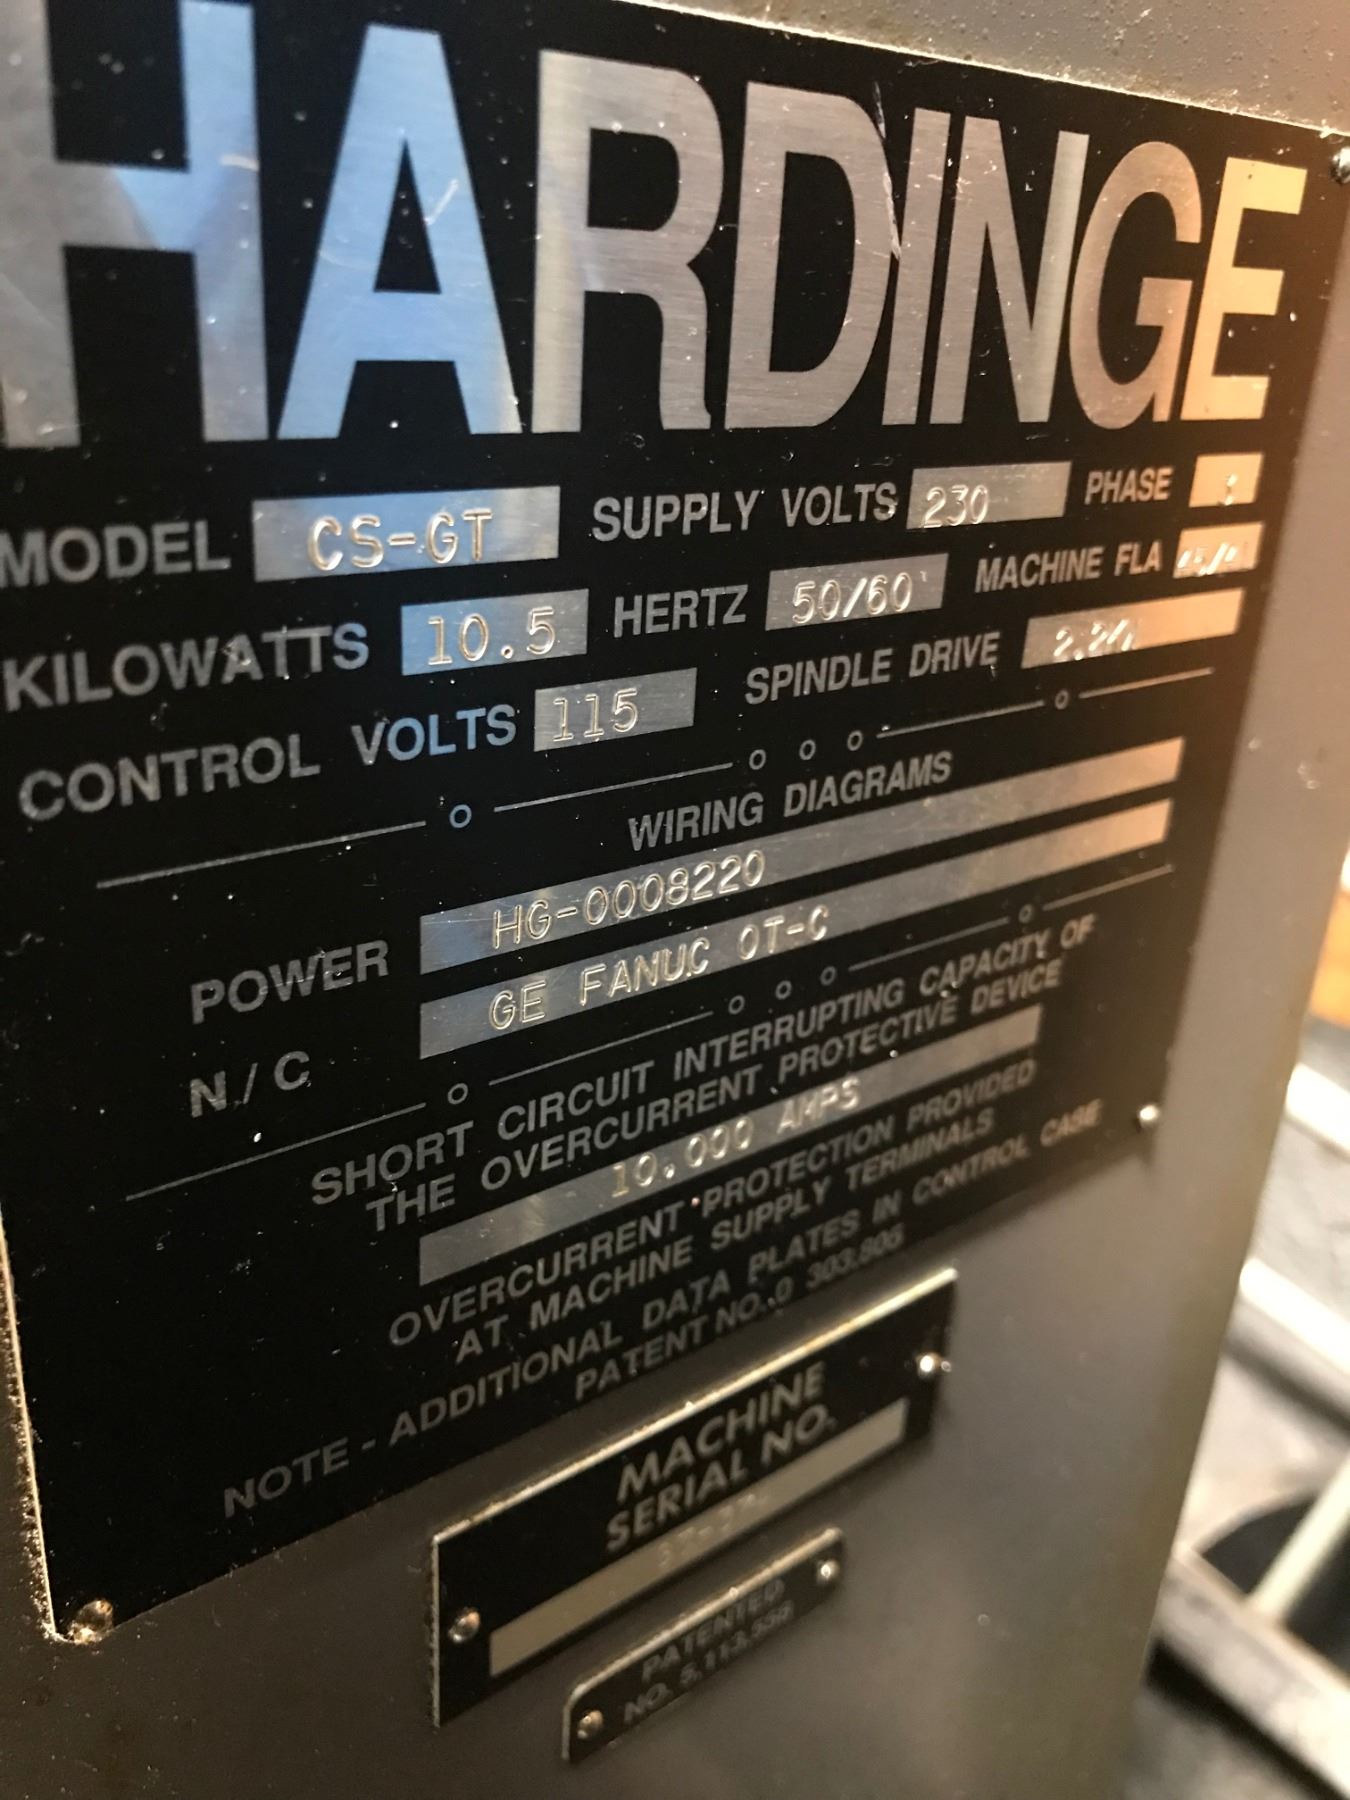 HARDINGE
MODEL CS-GT SUPPLY VOLTS 230 PHASE
KILOWATTS 10.5 HERTZ 50/60 MACHINE FLA
CONTROL VOLTS 115 SPINDLE DRIVE
WIRING DIAGRAMS
POWER HG-0008220
N/C GE FANUC 0T-C
SHORT CIRCUIT INTERRUPTING CAPACITY OF
THE OVERCURRENT PROTECTIVE DEVICE
10,000 AMPS
OVERCURRENT PROTECTION PROVIDED
AT MACHINE SUPPLY TERMINALS
NOTE - ADDITIONAL DATA PLATES IN CONTROL CASE
PATENT NO. D 303,805
MACHINE
SERIAL NO.
PATENTED
NO. 5,113,